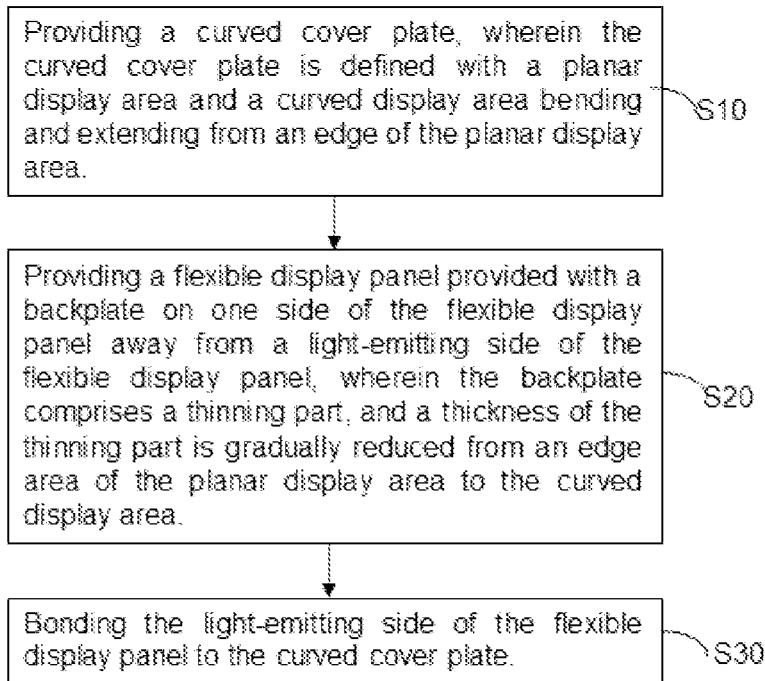 Providing a curved cover plate, wherein the
curved cover plate is defined with a planar
display area and a curved display area bending
and extending from an edge of the planar display
area.
S10
Providing a flexible display panel provided with a
backplate on one side of the flexible display
panel away from a light-emitting side of the
flexible display panel, wherein the backplate
comprises a thinning part, and a thickness of the
thinning part is gradually reduced from an edge
area of the planar display area to the curved
display area.
S20
Bonding the light-emitting side of the flexible
display panel to the curved cover plate.
S30